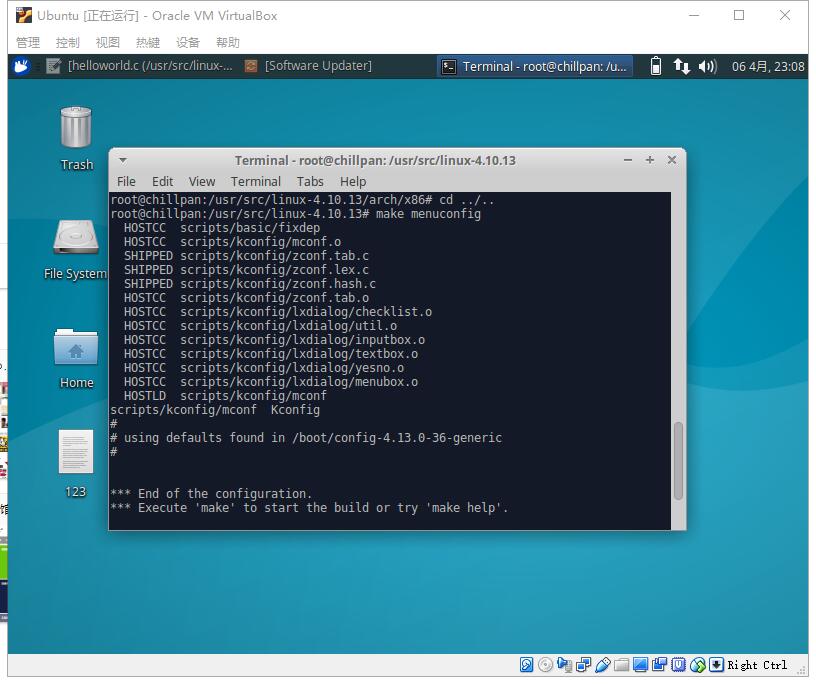 Ubuntu [正在运行] - Oracle VM VirtualBox
管理 控制 视图 热键 设备 帮助
[helloworld.c (/usr/src/linux-... [Software Updater] Terminal - root@chillpan: /u... 06 4月, 23:08
Trash
File System
Home
123
Terminal - root@chillpan: /usr/src/linux-4.10.13
File Edit View Terminal Tabs Help
root@chillpan:/usr/src/linux-4.10.13/arch/x86# cd ../..
root@chillpan:/usr/src/linux-4.10.13# make menuconfig
HOSTCC scripts/basic/fixdep
HOSTCC scripts/kconfig/mconf.o
SHIPPED scripts/kconfig/zconf.tab.c
SHIPPED scripts/kconfig/zconf.lex.c
SHIPPED scripts/kconfig/zconf.hash.c
HOSTCC scripts/kconfig/zconf.tab.o
HOSTCC scripts/kconfig/lxdialog/checklist.o
HOSTCC scripts/kconfig/lxdialog/util.o
HOSTCC scripts/kconfig/lxdialog/inputbox.o
HOSTCC scripts/kconfig/lxdialog/textbox.o
HOSTCC scripts/kconfig/lxdialog/yesno.o
HOSTCC scripts/kconfig/lxdialog/menubox.o
HOSTLD scripts/kconfig/mconf
scripts/kconfig/mconf Kconfig
#
# using defaults found in /boot/config-4.13.0-36-generic
#
*** End of the configuration.
*** Execute 'make' to start the build or try 'make help'.
Right Ctrl